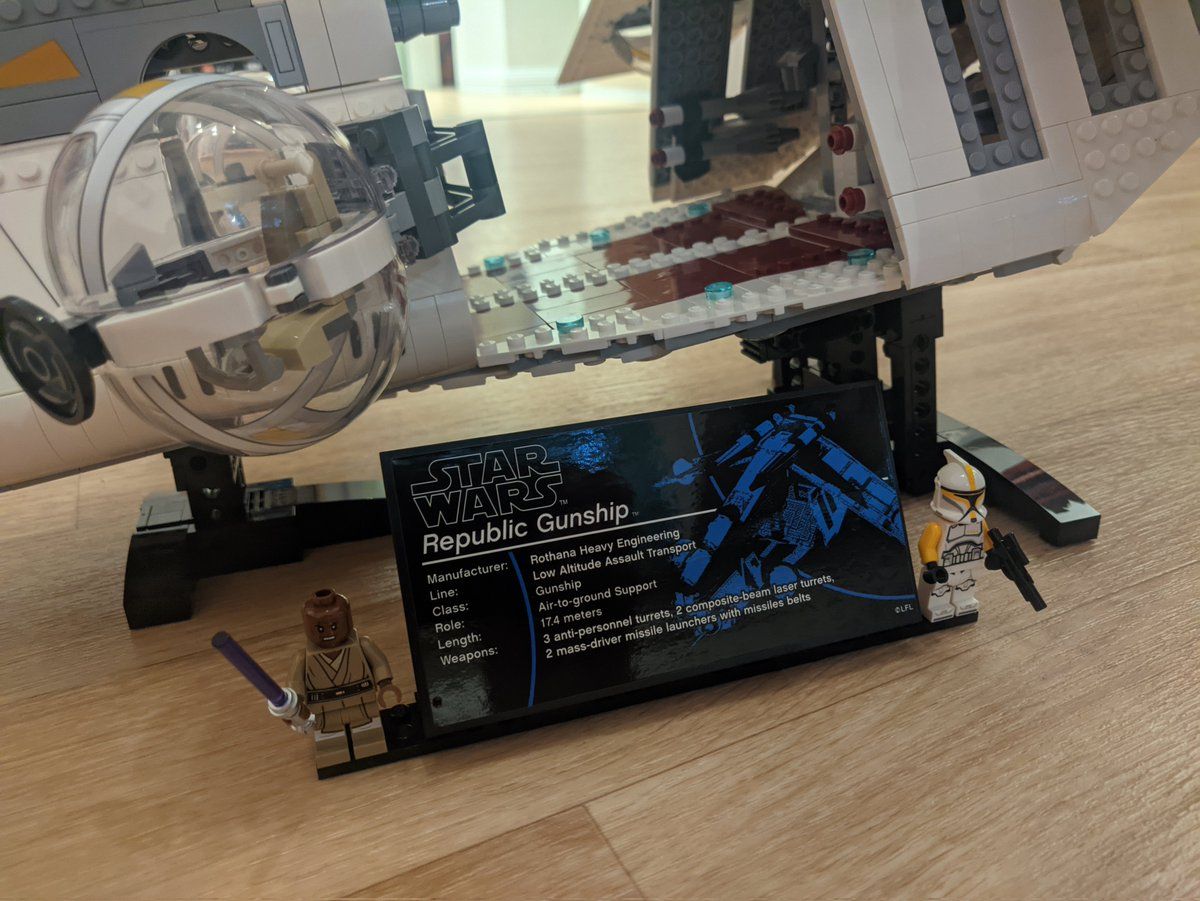 STAR
WARS™
Republic Gunship™
Manufacturer: Rothana Heavy Engineering
Line: Low Altitude Assault Transport
Class: Gunship
Role: Air-to-ground Support
Length: 17.4 meters
Weapons: 3 anti-personnel turrets, 2 composite-beam laser turrets,
2 mass-driver missile launchers with missiles belts
©LFL